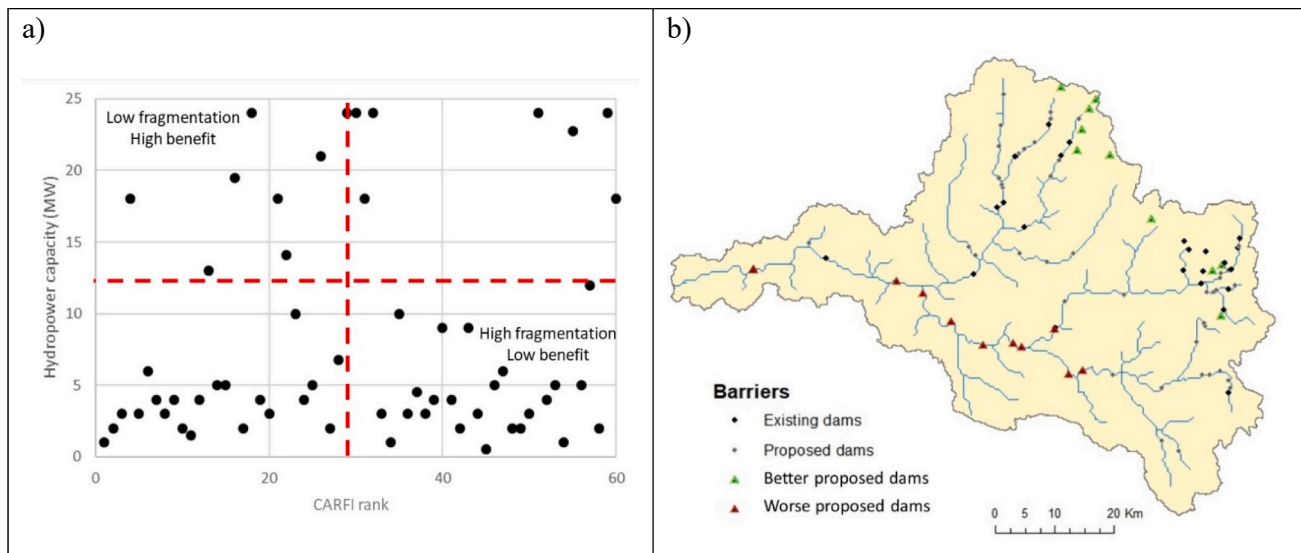 a)
25
20
15
10
5
0
Hydropower capacity (MW)
Low fragmentation
High benefit
High fragmentation
Low benefit
0 20 40 60
CARFI rank
b)
Barriers
Existing dams
Proposed dams
Better proposed dams
Worse proposed dams
0 5 10 20 Km